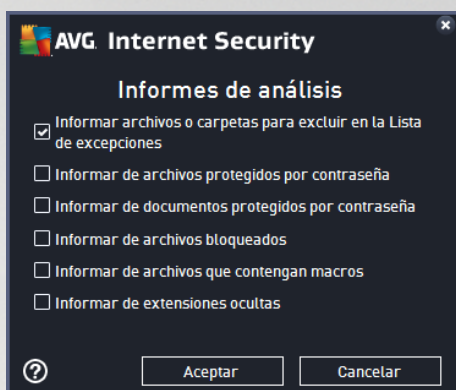 AVG Internet Security
Informes de análisis
Informar archivos o carpetas para excluir en la Lista
de excepciones
Informar de archivos protegidos por contraseña
Informar de documentos protegidos por contraseña
Informar de archivos bloqueados
Informar de archivos que contengan macros
Informar de extensiones ocultas
? Aceptar Cancelar